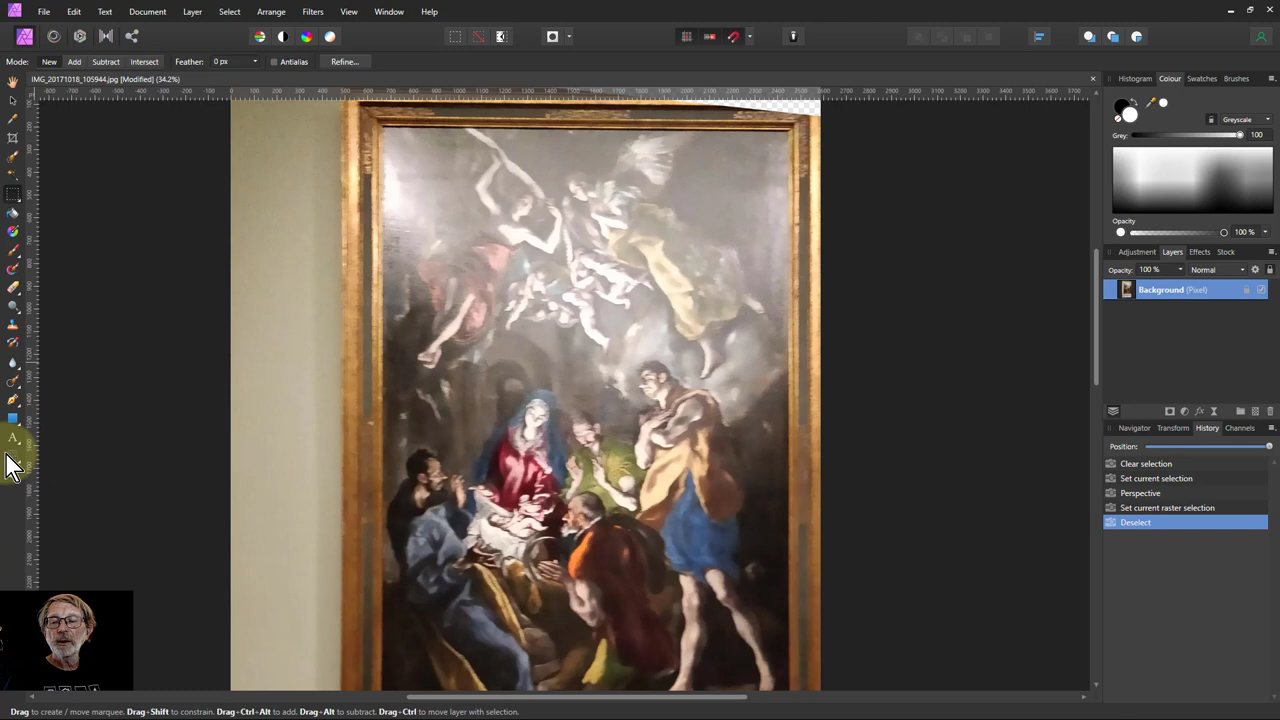 File Edit Text Document Layer Select Arrange Filters View Window Help
Mode: New Add Subtract Intersect Feather: 0 px Antialias Refine...
IMG_20171018_105944.jpg [Modified] (34.2%)
Histogram Colour Swatches Brushes
Greyscale
Grey: 100
Opacity
100 %
Adjustment Layers Effects Stock
Opacity: 100 % Normal
Background (Pixel)
Navigator Transform History Channels
Position:
Clear selection
Set current selection
Perspective
Set current raster selection
Deselect
Drag to create / move marquee. Drag+Shift to constrain. Drag+Ctrl+Alt to add. Drag+Alt to subtract. Drag+Ctrl to move layer with selection.